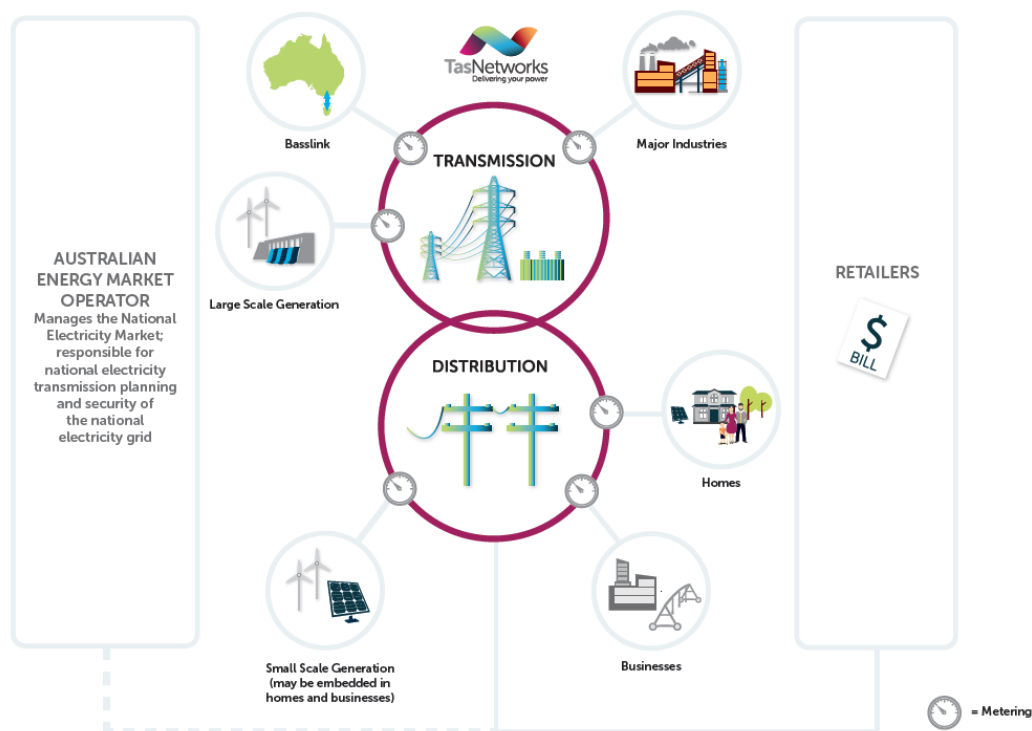 TasNetworks
Delivering your power
Basslink
Major Industries
TRANSMISSION
Large Scale Generation
AUSTRALIAN
ENERGY MARKET
OPERATOR
Manages the National
Electricity Market;
responsible for
national electricity
transmission planning
and security of
the national
electricity grid
RETAILERS
$
BILL
DISTRIBUTION
Homes
Small Scale Generation
(may be embedded in
homes and businesses)
Businesses
= Metering